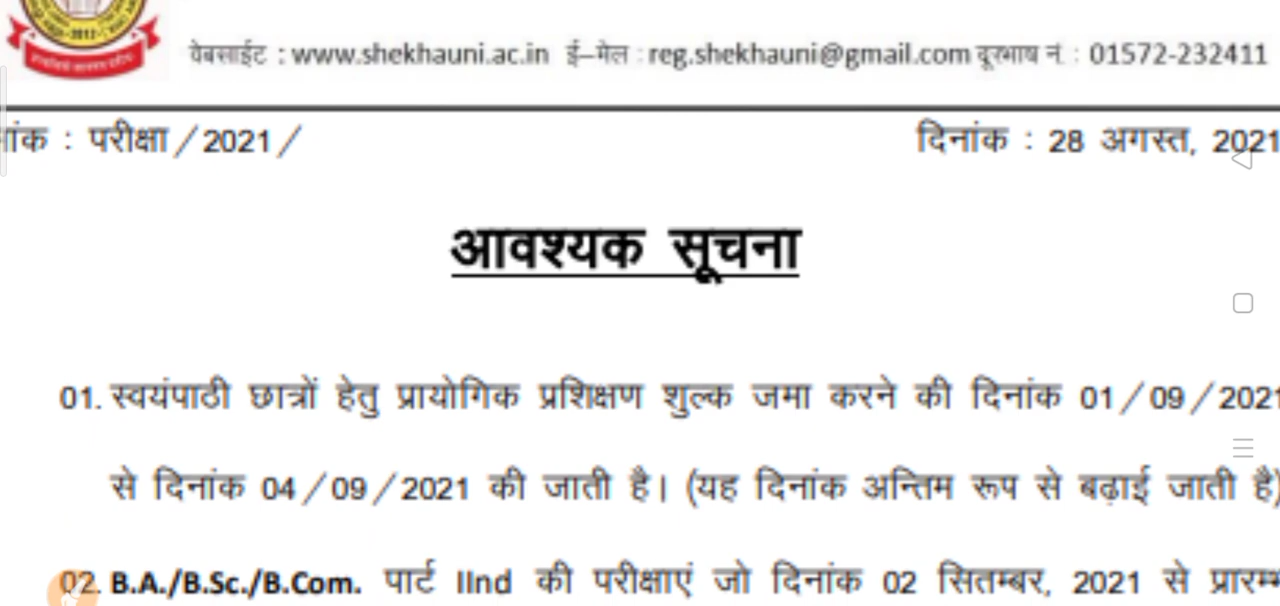 वेबसाईट : www.shekhauni.ac.in ई–मेल : reg.shekhauni@gmail.com दूरभाष नं. : 01572-232411
: परीक्षा/2021/ दिनांक : 28 अगस्त, 2021
आवश्यक सूचना
01. स्वयंपाठी छात्रों हेतु प्रायोगिक प्रशिक्षण शुल्क जमा करने की दिनांक 01/09/2021
से दिनांक 04/09/2021 की जाती है। (यह दिनांक अन्तिम रूप से बढ़ाई जाती है)
02. B.A./B.Sc./B.Com. पार्ट IInd की परीक्षाएं जो दिनांक 02 सितम्बर, 2021 से